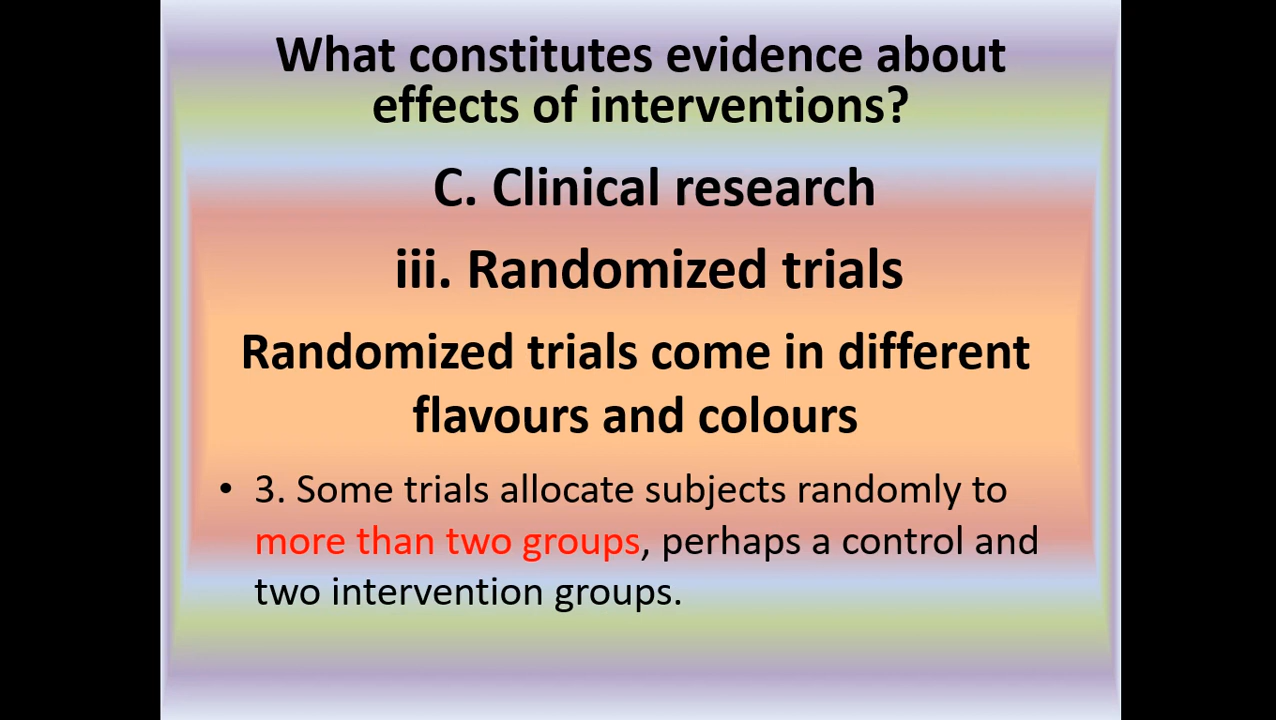 What constitutes evidence about
effects of interventions?
C. Clinical research
iii. Randomized trials
Randomized trials come in different
flavours and colours
• 3. Some trials allocate subjects randomly to
more than two groups, perhaps a control and
two intervention groups.